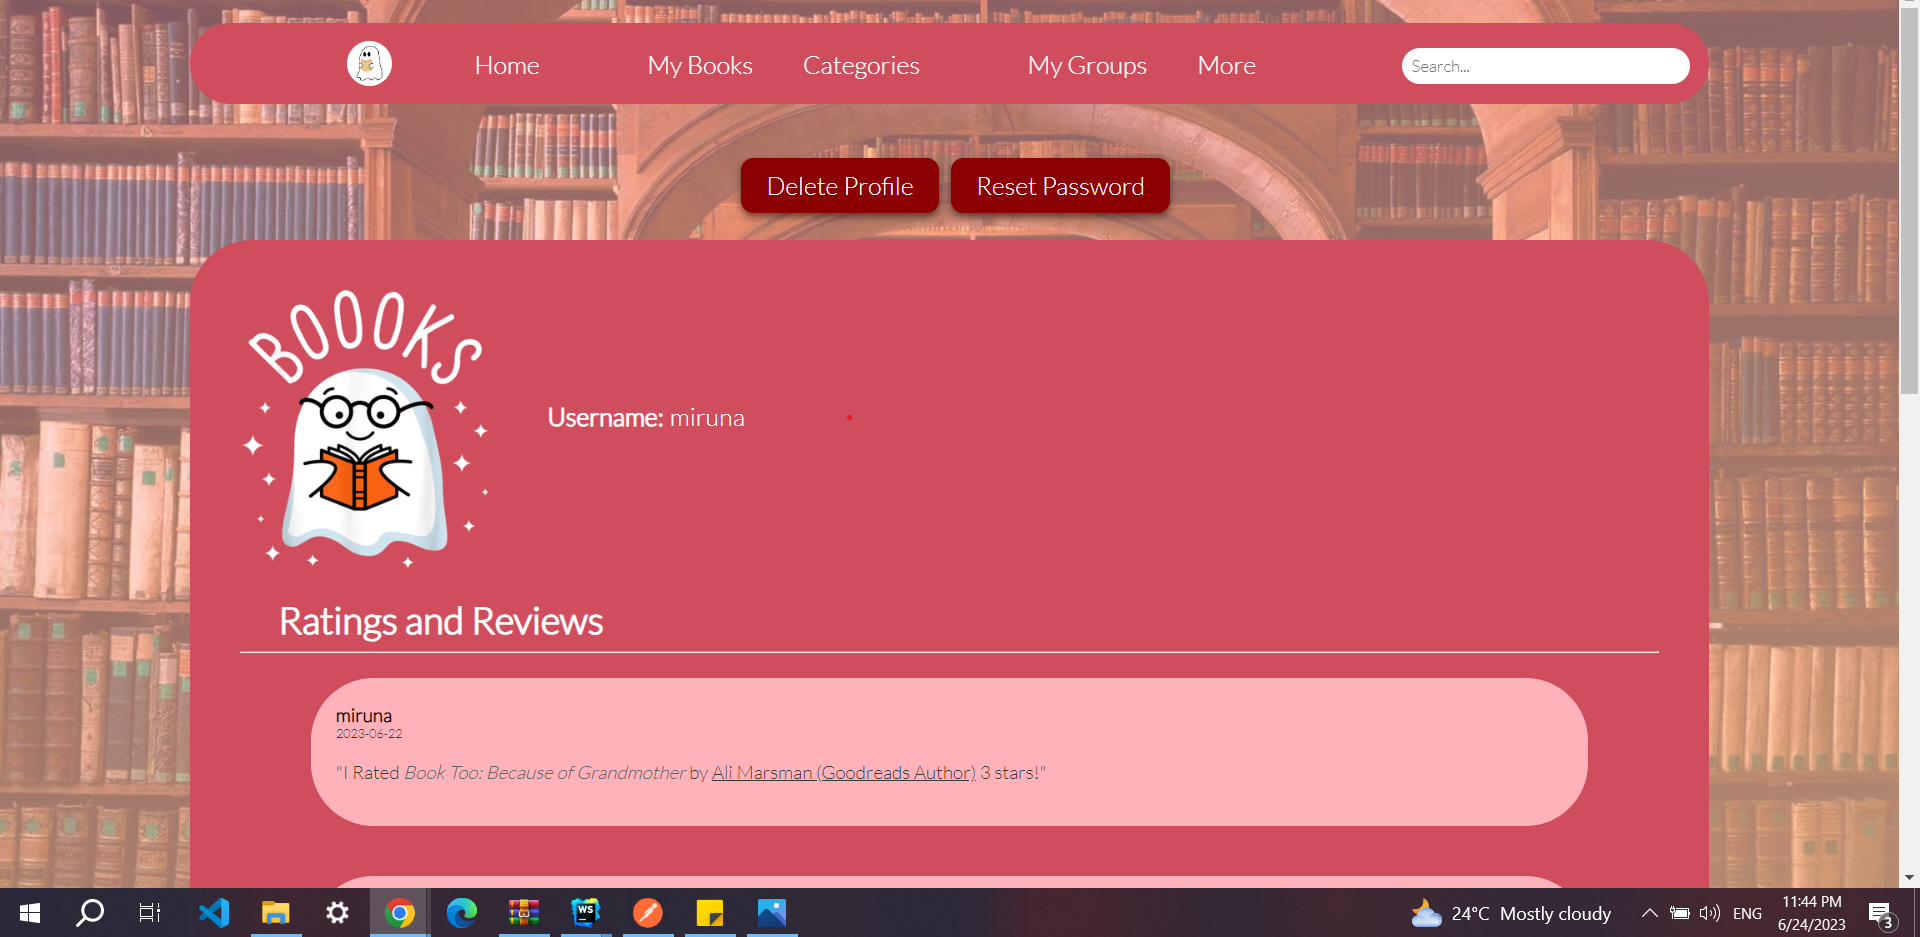 Home My Books Categories My Groups More Search...
Delete Profile Reset Password
BOOOKS
Username: miruna
Ratings and Reviews
miruna
2023-06-22
"I Rated Book Too: Because of Grandmother by Ali Marsman (Goodreads Author) 3 stars!"
WS
24°C Mostly cloudy ENG 11:44 PM
6/24/2023
3